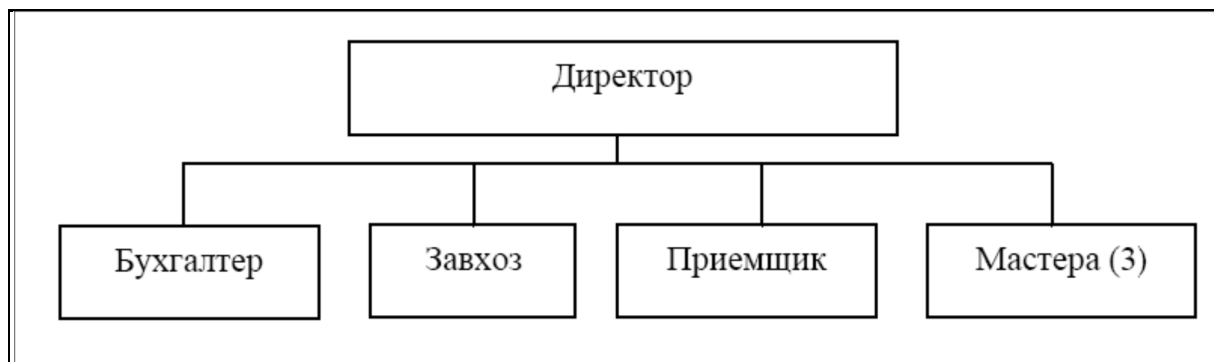 Директор
Бухгалтер
Завхоз
Приемщик
Мастера (3)